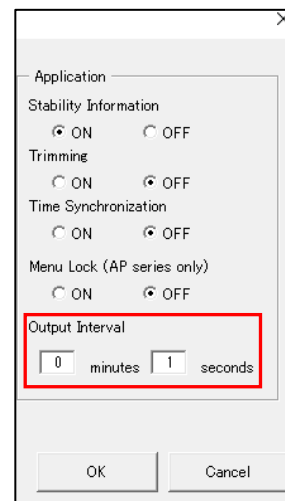 Application
Stability Information
ON OFF
Trimming
ON OFF
Time Synchronization
ON OFF
Menu Lock (AP series only)
ON OFF
Output Interval
0 minutes 1 seconds
OK Cancel